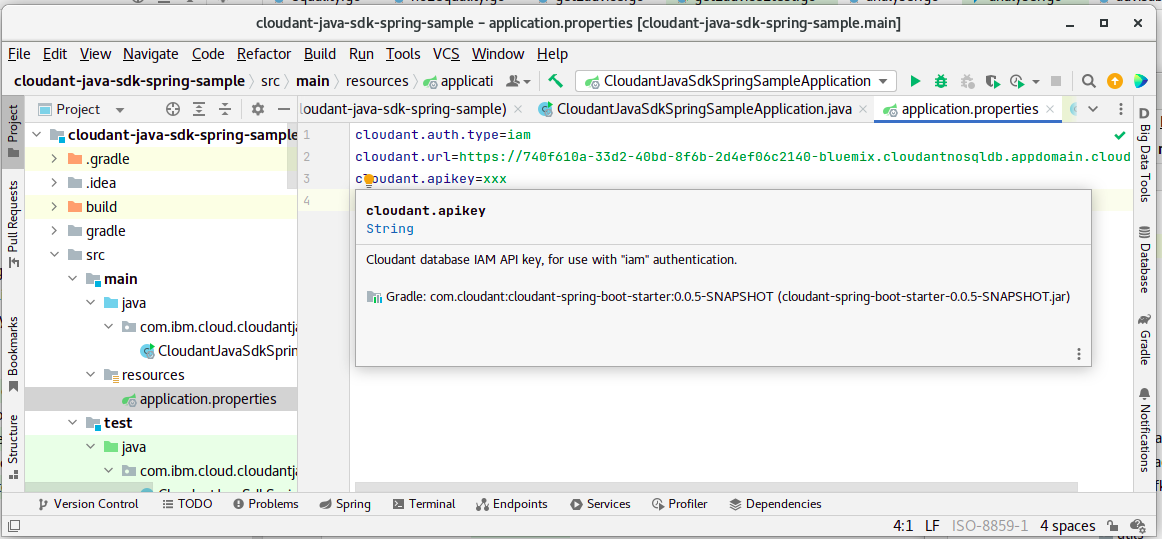 cloudant-java-sdk-spring-sample – application.properties [cloudant-java-sdk-spring-sample.main]
File Edit View Navigate Code Refactor Build Run Tools VCS Window Help
cloudant-java-sdk-spring-sample src main resources applicati CloudantJavaSdkSpringSampleApplication
Project loudant-java-sdk-spring-sample) CloudantJavaSdkSpringSampleApplication.java application.properties
Project
Pull Requests
Bookmarks
Structure
cloudant-java-sdk-spring-sample
.gradle
.idea
build
gradle
src
main
java
com.ibm.cloud.cloudantja
CloudantJavaSdkSprin
resources
application.properties
test
java
com.ibm.cloud.cloudantja
1 cloudant.auth.type=iam
2 cloudant.url=https://740f610a-33d2-40bd-8f6b-2d4ef06c2140-bluemix.cloudantnosqldb.appdomain.cloud
3 cloudant.apikey=xxx
4
cloudant.apikey
String
Cloudant database IAM API key, for use with "iam" authentication.
Gradle: com.cloudant:cloudant-spring-boot-starter:0.0.5-SNAPSHOT (cloudant-spring-boot-starter-0.0.5-SNAPSHOT.jar)
D Big Data Tools
Database
Gradle
Notifications
Version Control TODO Problems Spring Terminal Endpoints Services Profiler Dependencies
4:1 LF ISO-8859-1 4 spaces